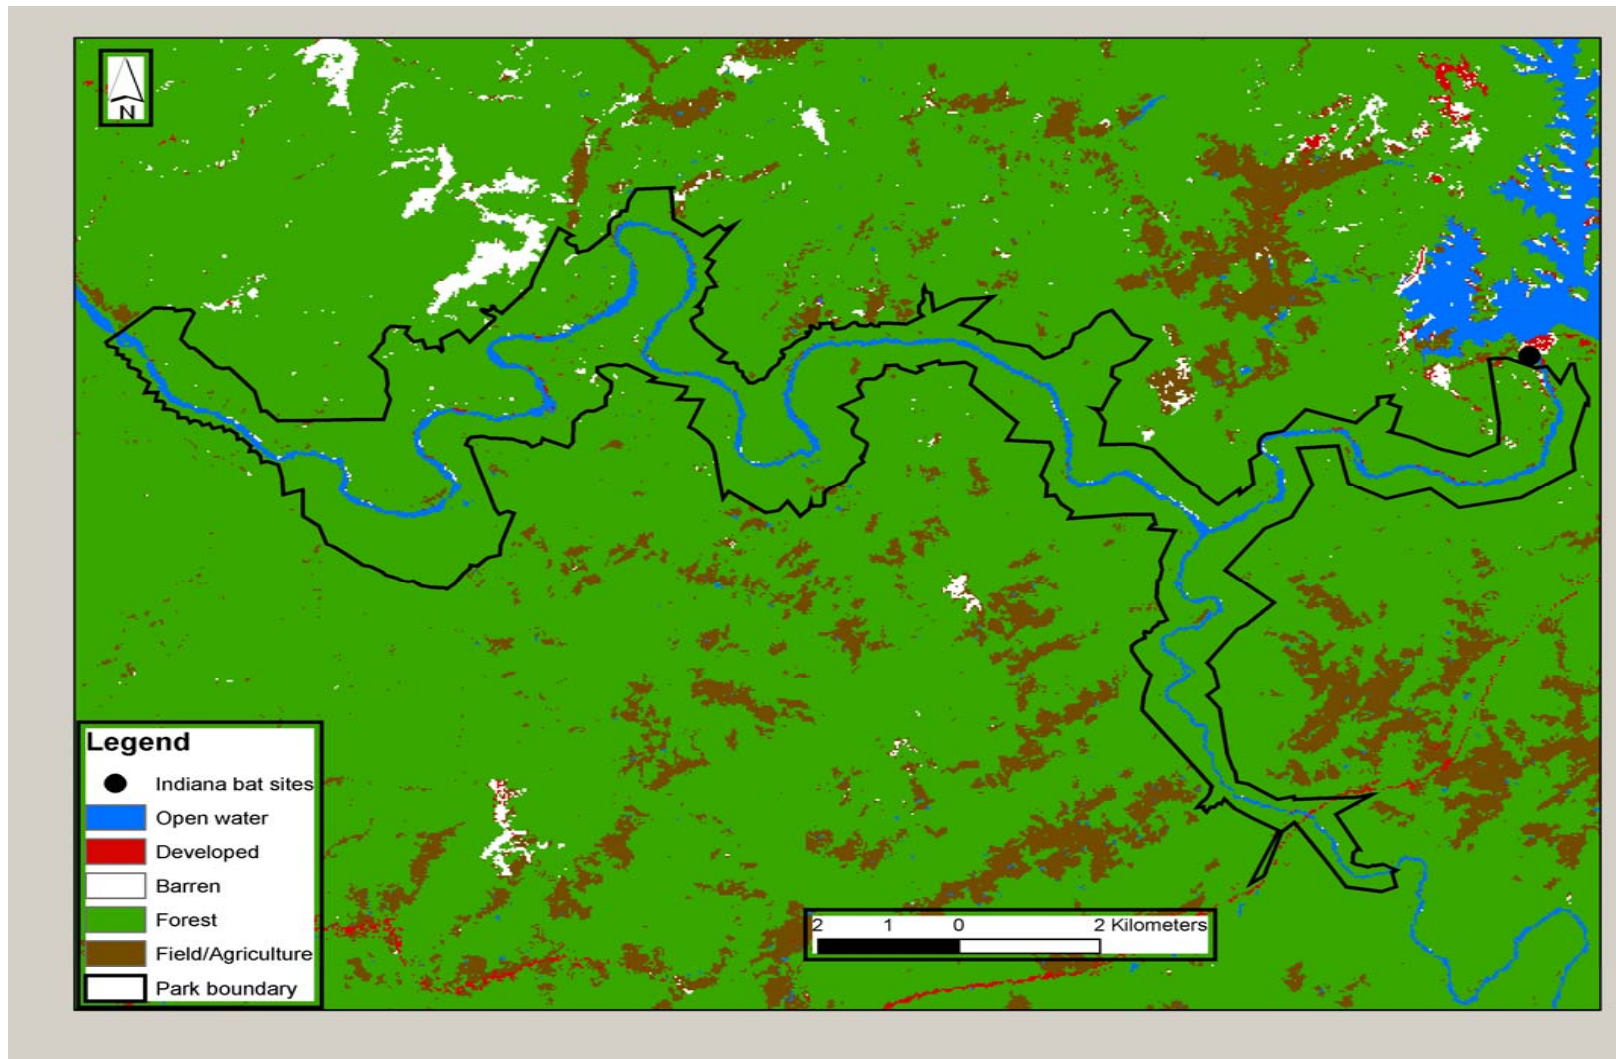 N
Legend
Indiana bat sites
Open water
Developed
Barren
Forest
Field/Agriculture
Park boundary
2 1 0 2 Kilometers